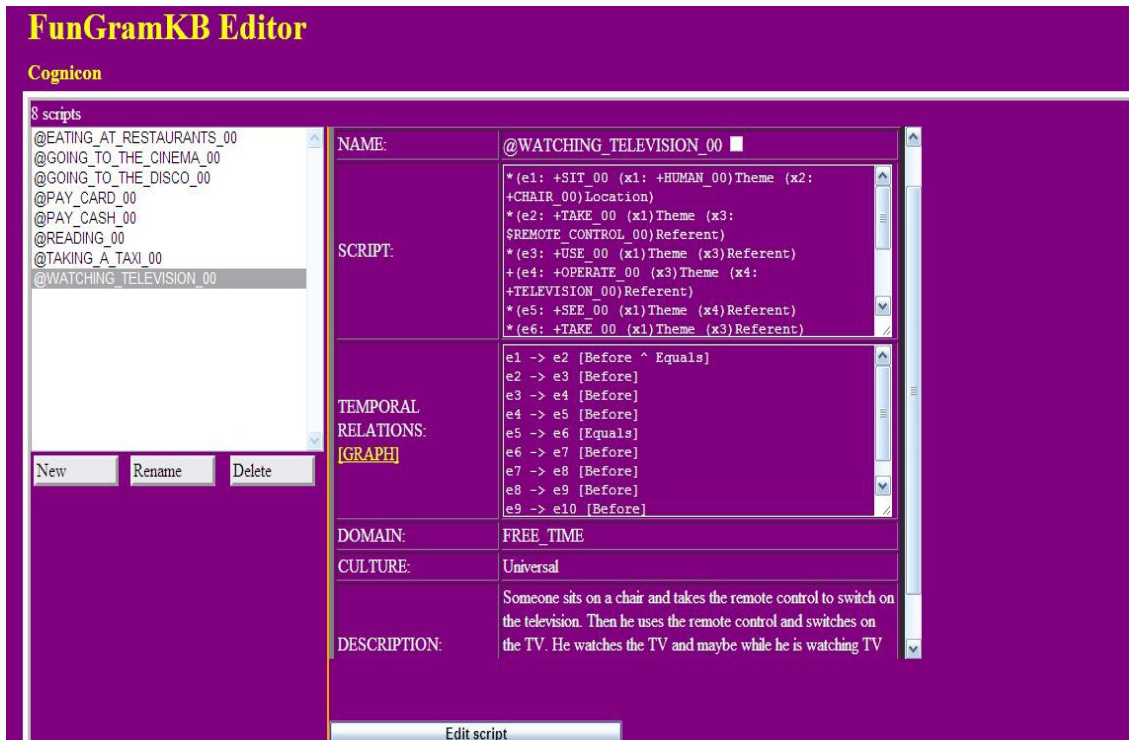 FunGramKB Editor
Cognicon
8 scripts
@EATING_AT_RESTAURANTS_00
@GOING_TO_THE_CINEMA_00
@GOING_TO_THE_DISCO_00
@PAY_CARD_00
@PAY_CASH_00
@READING_00
@TAKING_A_TAXI_00
@WATCHING_TELEVISION_00
New Rename Delete
NAME: @WATCHING_TELEVISION_00
SCRIPT:
*(e1: +SIT_00 (x1: +HUMAN_00)Theme (x2:
+CHAIR_00)Location)
*(e2: +TAKE_00 (x1)Theme (x3:
$REMOTE_CONTROL_00)Referent)
*(e3: +USE_00 (x1)Theme (x3)Referent)
+(e4: +OPERATE_00 (x3)Theme (x4:
+TELEVISION_00)Referent)
*(e5: +SEE_00 (x1)Theme (x4)Referent)
*(e6: +TAKE_00 (x1)Theme (x3)Referent)
TEMPORAL
RELATIONS:
[GRAPH]
e1 -> e2 [Before ^ Equals]
e2 -> e3 [Before]
e3 -> e4 [Before]
e4 -> e5 [Before]
e5 -> e6 [Equals]
e6 -> e7 [Before]
e7 -> e8 [Before]
e8 -> e9 [Before]
e9 -> e10 [Before]
DOMAIN: FREE_TIME
CULTURE: Universal
DESCRIPTION:
Someone sits on a chair and takes the remote control to switch on
the television. Then he uses the remote control and switches on
the TV. He watches the TV and maybe while he is watching TV
Edit script